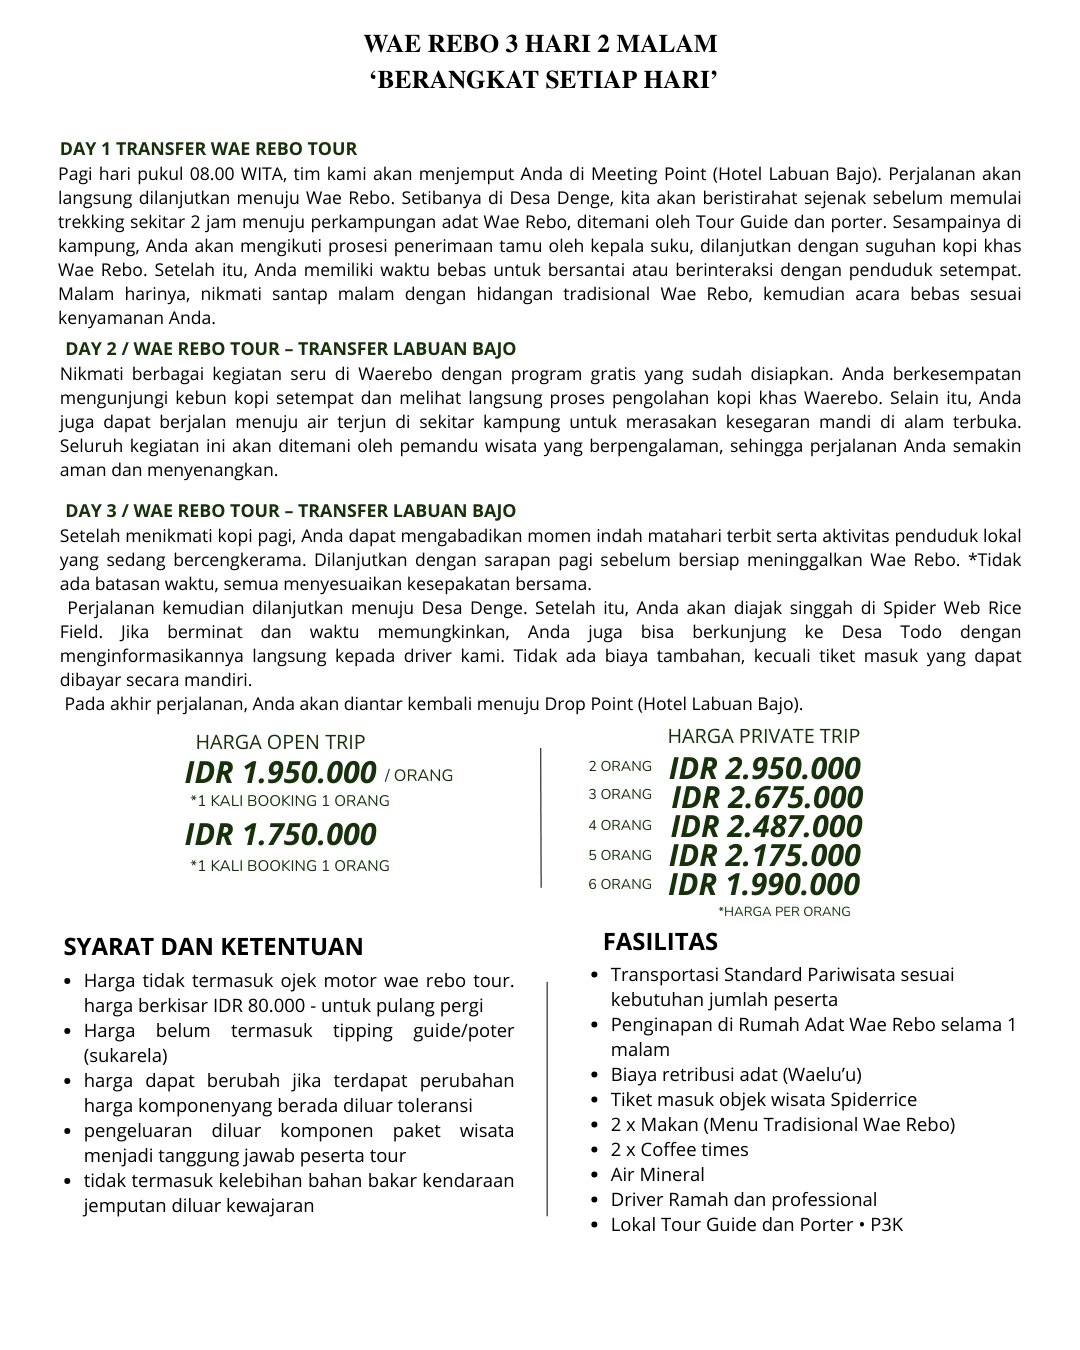 WAE REBO 3 HARI 2 MALAM
‘BERANGKAT SETIAP HARI’
DAY 1 TRANSFER WAE REBO TOUR
Pagi hari pukul 08.00 WITA, tim kami akan menjemput Anda di Meeting Point (Hotel Labuan Bajo). Perjalanan akan
langsung dilanjutkan menuju Wae Rebo. Setibanya di Desa Denge, kita akan beristirahat sejenak sebelum memulai
trekking sekitar 2 jam menuju perkampungan adat Wae Rebo, ditemani oleh Tour Guide dan porter. Sesampainya di
kampung, Anda akan mengikuti prosesi penerimaan tamu oleh kepala suku, dilanjutkan dengan suguhan kopi khas
Wae Rebo. Setelah itu, Anda memiliki waktu bebas untuk bersantai atau berinteraksi dengan penduduk setempat.
Malam harinya, nikmati santap malam dengan hidangan tradisional Wae Rebo, kemudian acara bebas sesuai
kenyamanan Anda.
DAY 2 / WAE REBO TOUR – TRANSFER LABUAN BAJO
Nikmati berbagai kegiatan seru di Waerebo dengan program gratis yang sudah disiapkan. Anda berkesempatan
mengunjungi kebun kopi setempat dan melihat langsung proses pengolahan kopi khas Waerebo. Selain itu, Anda
juga dapat berjalan menuju air terjun di sekitar kampung untuk merasakan kesegaran mandi di alam terbuka.
Seluruh kegiatan ini akan ditemani oleh pemandu wisata yang berpengalaman, sehingga perjalanan Anda semakin
aman dan menyenangkan.
DAY 3 / WAE REBO TOUR – TRANSFER LABUAN BAJO
Setelah menikmati kopi pagi, Anda dapat mengabadikan momen indah matahari terbit serta aktivitas penduduk lokal
yang sedang bercengkerama. Dilanjutkan dengan sarapan pagi sebelum bersiap meninggalkan Wae Rebo. *Tidak
ada batasan waktu, semua menyesuaikan kesepakatan bersama.
Perjalanan kemudian dilanjutkan menuju Desa Denge. Setelah itu, Anda akan diajak singgah di Spider Web Rice
Field. Jika berminat dan waktu memungkinkan, Anda juga bisa berkunjung ke Desa Todo dengan
menginformasikannya langsung kepada driver kami. Tidak ada biaya tambahan, kecuali tiket masuk yang dapat
dibayar secara mandiri.
Pada akhir perjalanan, Anda akan diantar kembali menuju Drop Point (Hotel Labuan Bajo).
HARGA OPEN TRIP
IDR 1.950.000 / ORANG
*1 KALI BOOKING 1 ORANG
IDR 1.750.000
*1 KALI BOOKING 1 ORANG
HARGA PRIVATE TRIP
2 ORANG IDR 2.950.000
3 ORANG IDR 2.675.000
4 ORANG IDR 2.487.000
5 ORANG IDR 2.175.000
6 ORANG IDR 1.990.000
*HARGA PER ORANG
SYARAT DAN KETENTUAN
• Harga tidak termasuk ojek motor wae rebo tour.
harga berkisar IDR 80.000 - untuk pulang pergi
• Harga belum termasuk tipping guide/poter
(sukarela)
• harga dapat berubah jika terdapat perubahan
harga komponenyang berada diluar toleransi
• pengeluaran diluar komponen paket wisata
menjadi tanggung jawab peserta tour
• tidak termasuk kelebihan bahan bakar kendaraan
jemputan diluar kewajaran
FASILITAS
• Transportasi Standard Pariwisata sesuai
kebutuhan jumlah peserta
• Penginapan di Rumah Adat Wae Rebo selama 1
malam
• Biaya retribusi adat (Waelu’u)
• Tiket masuk objek wisata Spiderrice
• 2 x Makan (Menu Tradisional Wae Rebo)
• 2 x Coffee times
• Air Mineral
• Driver Ramah dan professional
• Lokal Tour Guide dan Porter • P3K